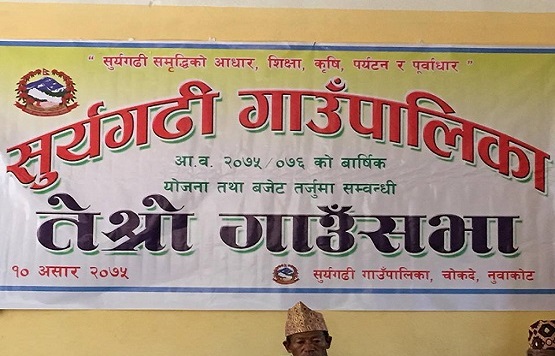 " सुर्यगढी समृद्धिको आधार, शिक्षा, कृषि, पर्यटन र पूर्वाधार "
सुर्यगढी गाउँपालिका
आ.व. २०७५/०७६ को बार्षिक
योजना तथा बजेट तर्जुमा सम्वन्धी
तेश्रो गाउँसभा
१० असार २०७५
सुर्यगढी गाउँपालिका, चोकदे, नुवाकोट